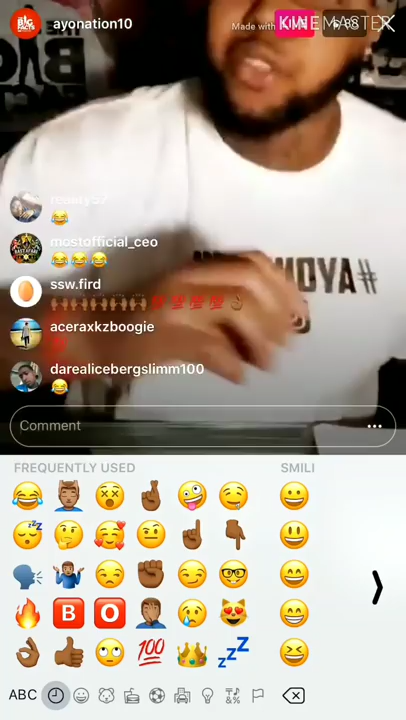 ayonation10
Made with KINEMASTER
mostofficial_ceo
😂😂😂
ssw.fird
aceraxkzboogie
darealicebergslimm100
😂
Comment
FREQUENTLY USED
SMILI
ABC